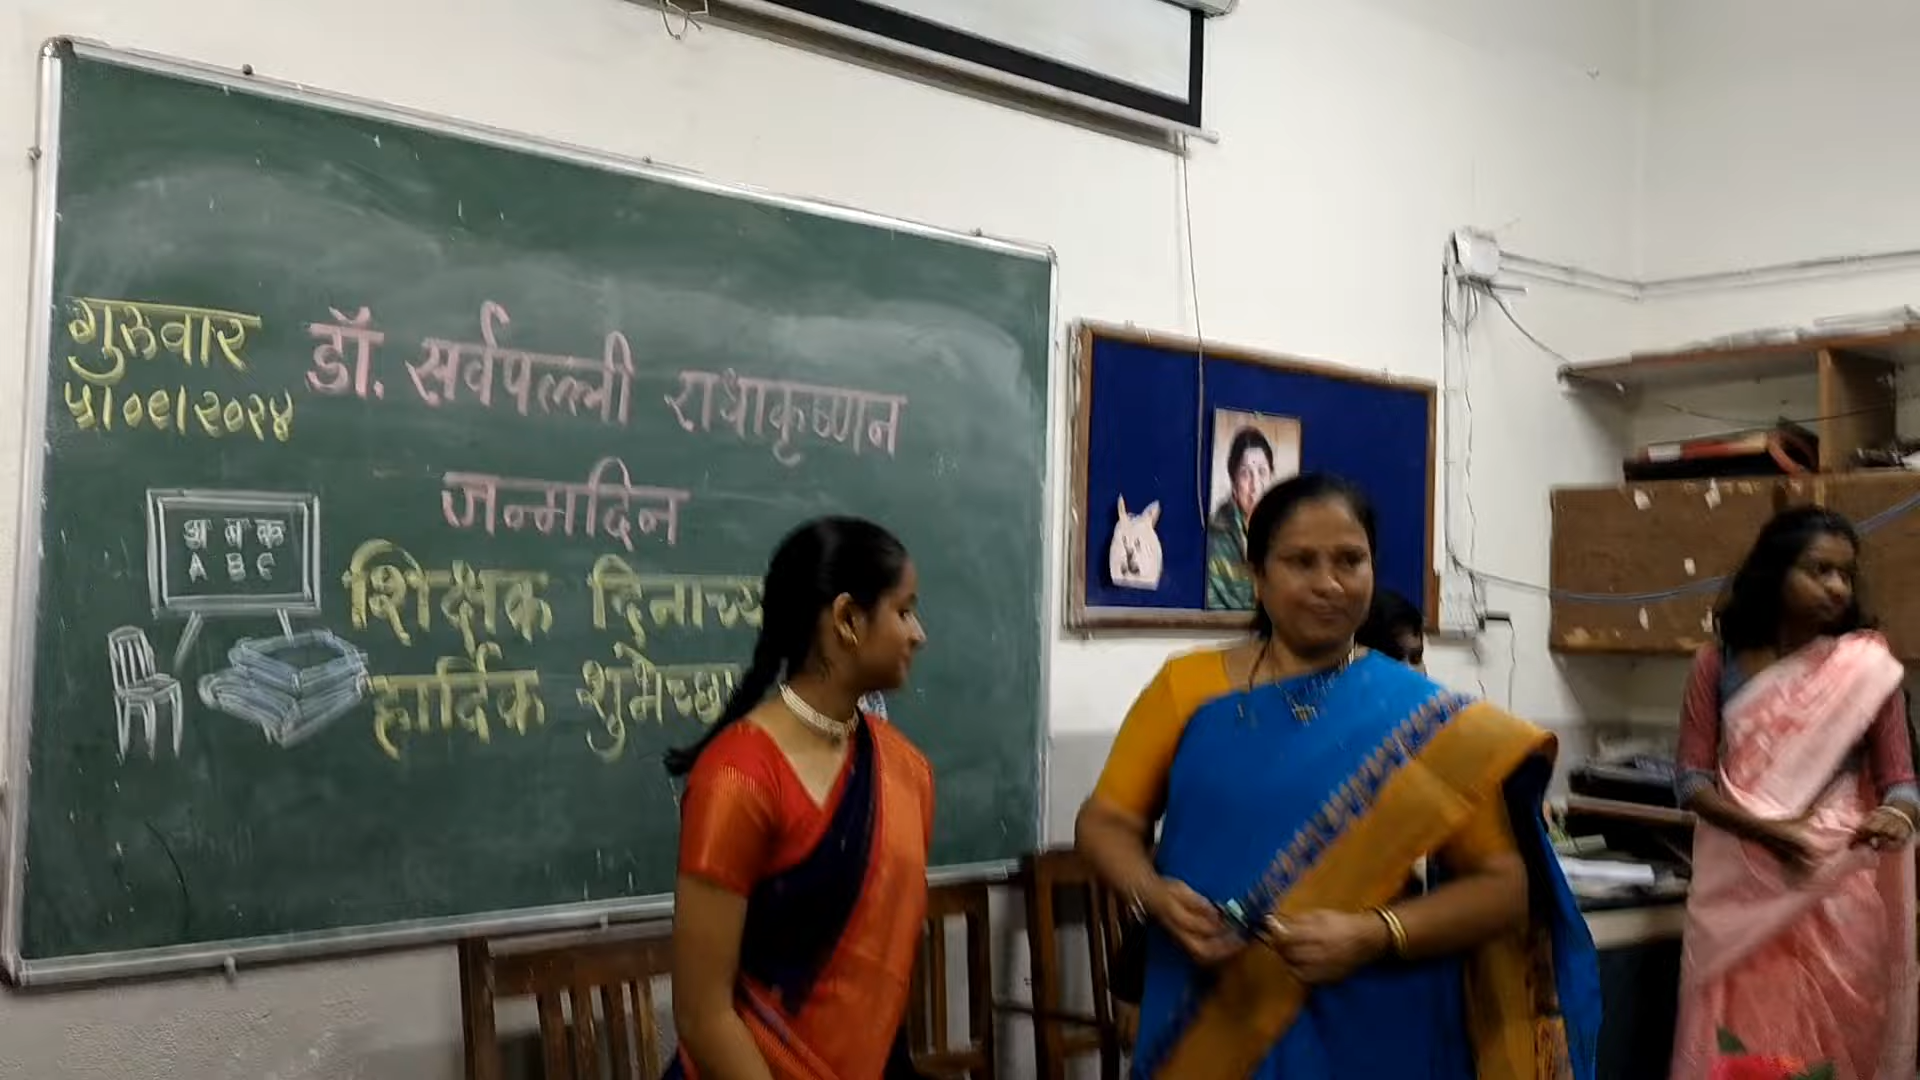 गुरुवार
५।०९।२०२४
डॉ. सर्वपल्ली राधाकृष्णन
जन्मदिन
अ ब क
A B C
शिक्षक दिनाच्य
हार्दिक शुभेच्छा